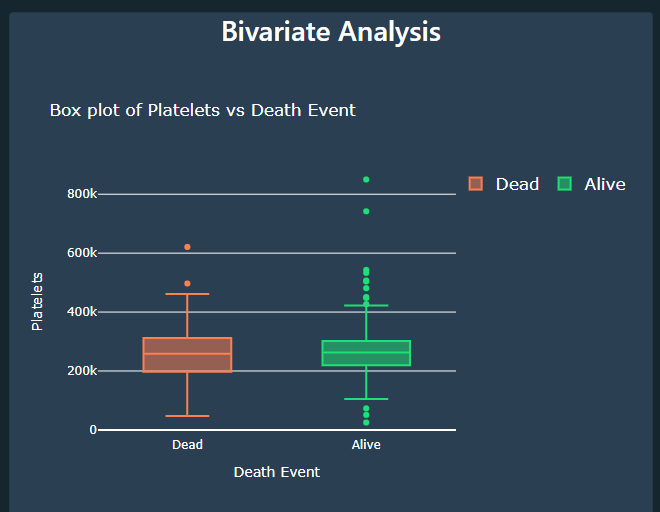 Bivariate Analysis
Box plot of Platelets vs Death Event
Dead Alive
800k
600k
400k
200k
0
Platelets
Dead Alive
Death Event